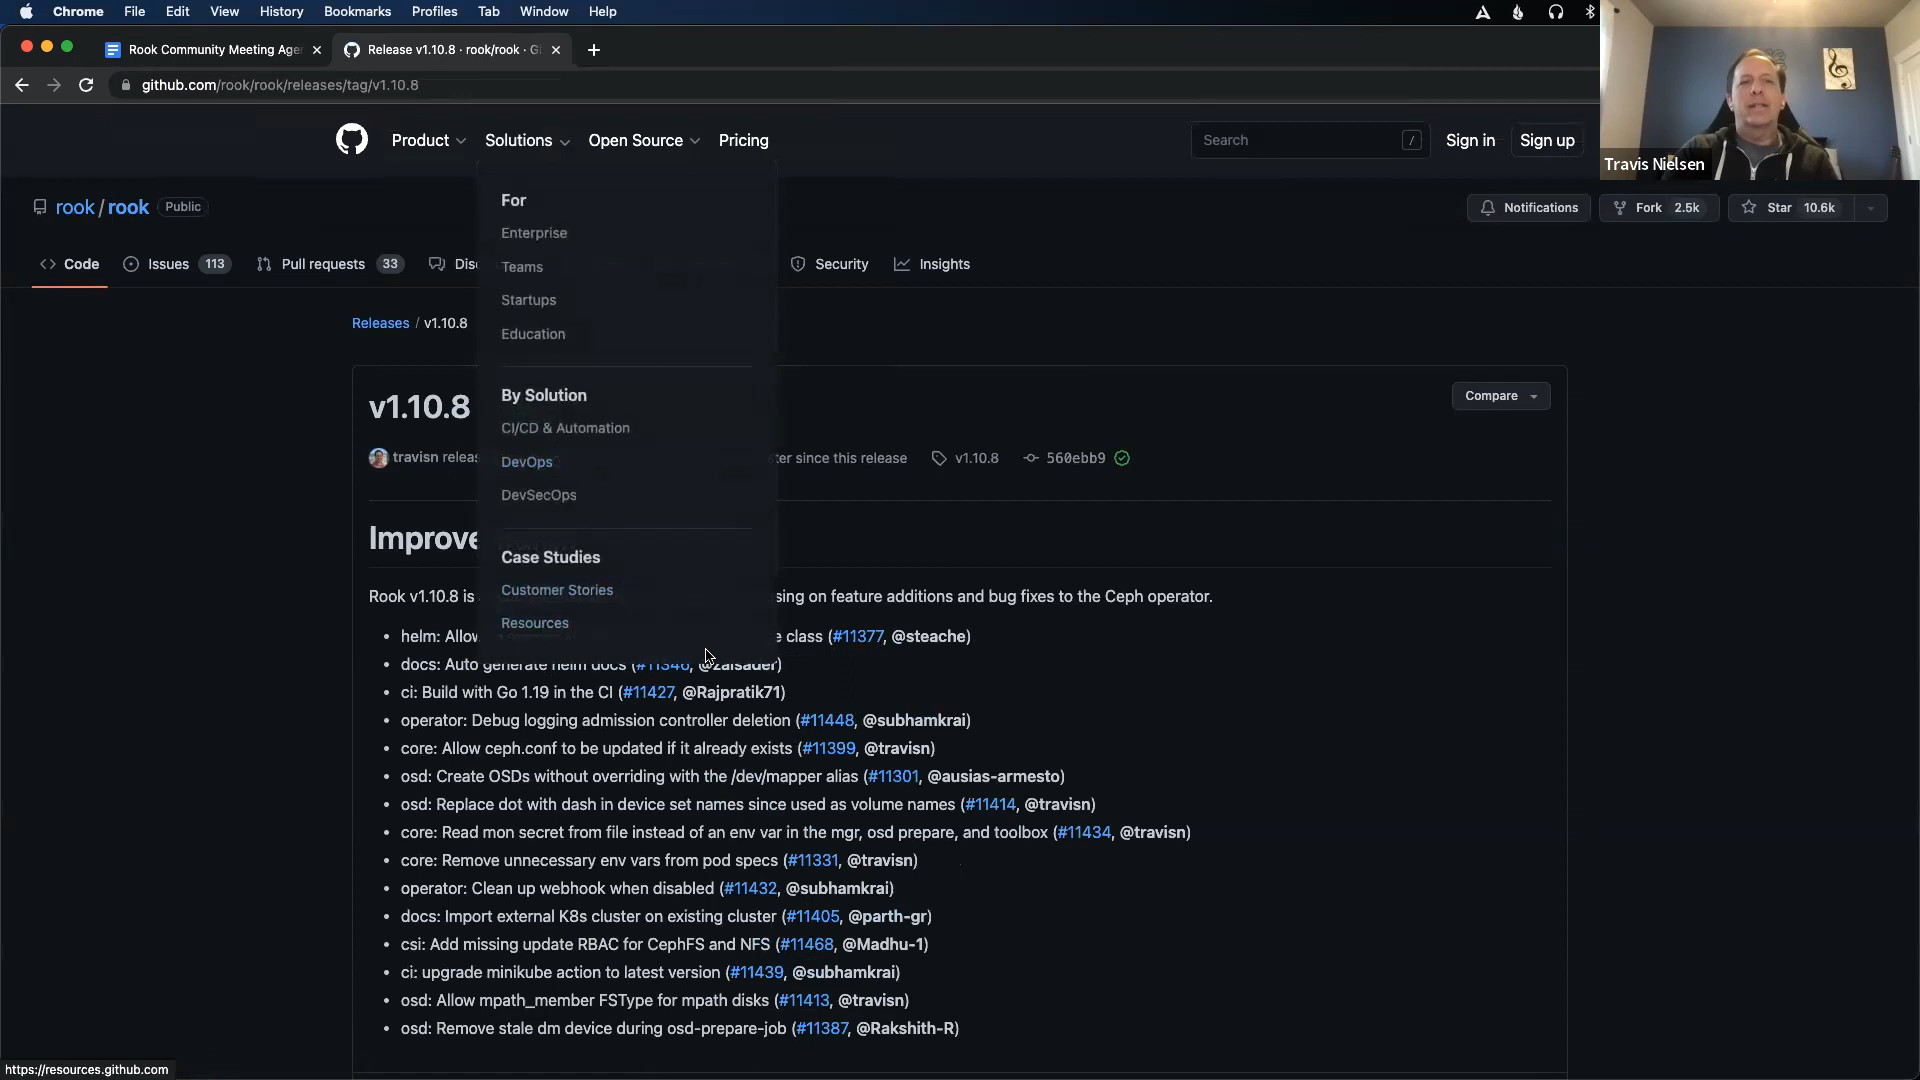 Chrome File Edit View History Bookmarks Profiles Tab Window Help
Rook Community Meeting Age
Release v1.10.8 · rook/rook · Gi
github.com/rook/rook/releases/tag/v1.10.8
Travis Nielsen
Product Solutions Open Source Pricing
Search /
Sign in Sign up
rook / rook Public
Notifications Fork 2.5k Star 10.6k
Code Issues 113 Pull requests 33 Disc Security Insights
For
Enterprise
Teams
Startups
Education
By Solution
CI/CD & Automation
DevOps
DevSecOps
Case Studies
Customer Stories
Resources
Releases / v1.10.8
v1.10.8
Compare
travisn releas
ter since this release v1.10.8 560ebb9
Improve
Rook v1.10.8 is sing on feature additions and bug fixes to the Ceph operator.
• helm: Allow e class (#11377, @steache)
• docs: Auto generate helm docs (#11346, @zalsader)
• ci: Build with Go 1.19 in the CI (#11427, @Rajpratik71)
• operator: Debug logging admission controller deletion (#11448, @subhamkrai)
• core: Allow ceph.conf to be updated if it already exists (#11399, @travisn)
• osd: Create OSDs without overriding with the /dev/mapper alias (#11301, @ausias-armesto)
• osd: Replace dot with dash in device set names since used as volume names (#11414, @travisn)
• core: Read mon secret from file instead of an env var in the mgr, osd prepare, and toolbox (#11434, @travisn)
• core: Remove unnecessary env vars from pod specs (#11331, @travisn)
• operator: Clean up webhook when disabled (#11432, @subhamkrai)
• docs: Import external K8s cluster on existing cluster (#11405, @parth-gr)
• csi: Add missing update RBAC for CephFS and NFS (#11468, @Madhu-1)
• ci: upgrade minikube action to latest version (#11439, @subhamkrai)
• osd: Allow mpath_member FSType for mpath disks (#11413, @travisn)
• osd: Remove stale dm device during osd-prepare-job (#11387, @Rakshith-R)
https://resources.github.com